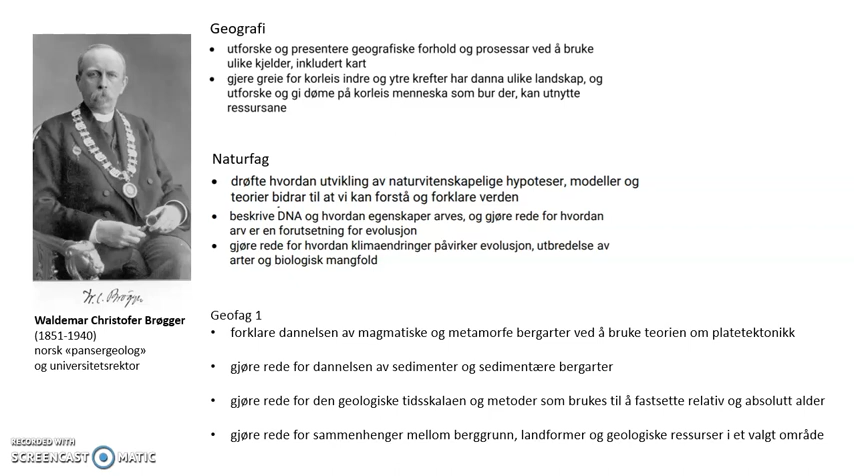 Geografi
• utforske og presentere geografiske forhold og prosessar ved å bruke
ulike kjelder, inkludert kart
• gjere greie for korleis indre og ytre krefter har danna ulike landskap, og
utforske og gi døme på korleis menneska som bur der, kan utnytte
ressursane
Naturfag
• drøfte hvordan utvikling av naturvitenskapelige hypoteser, modeller og
teorier bidrar til at vi kan forstå og forklare verden
• beskrive DNA og hvordan egenskaper arves, og gjøre rede for hvordan
arv er en forutsetning for evolusjon
• gjøre rede for hvordan klimaendringer påvirker evolusjon, utbredelse av
arter og biologisk mangfold
W. C. Brøgger
Waldemar Christofer Brøgger
(1851-1940)
norsk «pansergeolog»
og universitetsrektor
Geofag 1
• forklare dannelsen av magmatiske og metamorfe bergarter ved å bruke teorien om platetektonikk
• gjøre rede for dannelsen av sedimenter og sedimentære bergarter
• gjøre rede for den geologiske tidsskalaen og metoder som brukes til å fastsette relativ og absolutt alder
• gjøre rede for sammenhenger mellom berggrunn, landformer og geologiske ressurser i et valgt område
RECORDED WITH
SCREENCAST MATIC